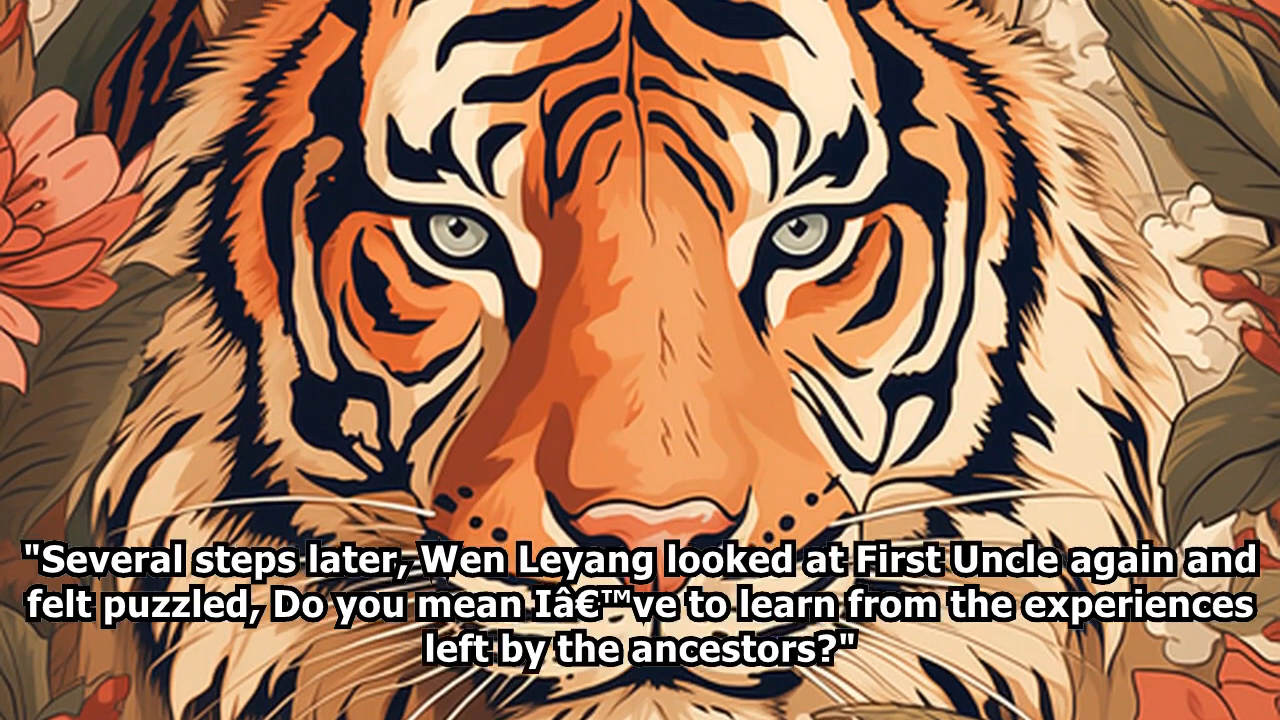 "Several steps later, Wen Leyang looked at First Uncle again and
felt puzzled, Do you mean Iâ€™ve to learn from the experiences
left by the ancestors?"